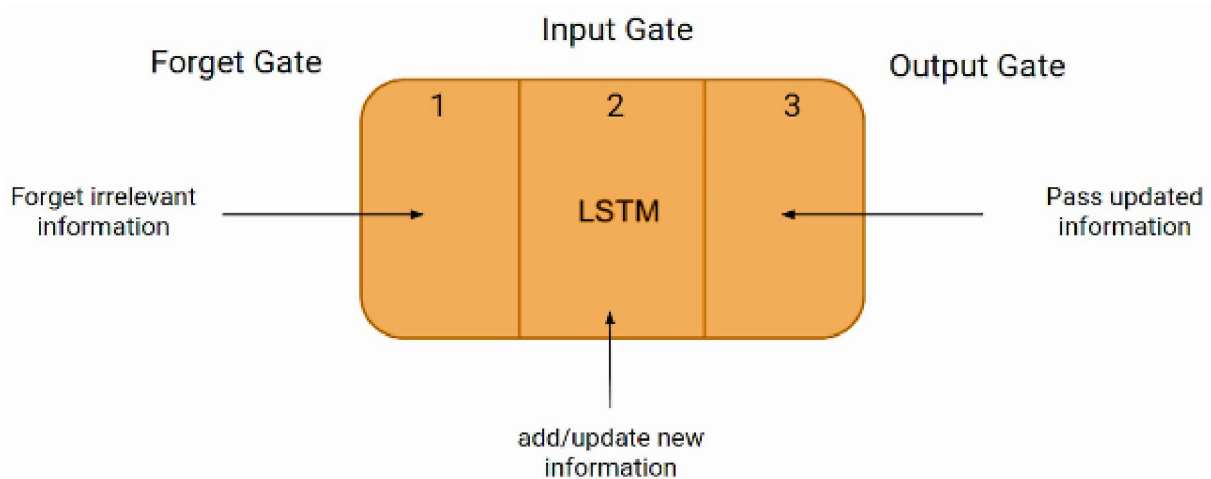 Input Gate
Forget Gate
Output Gate
1
2
3
Forget irrelevant
information
LSTM
Pass updated
information
add/update new
information